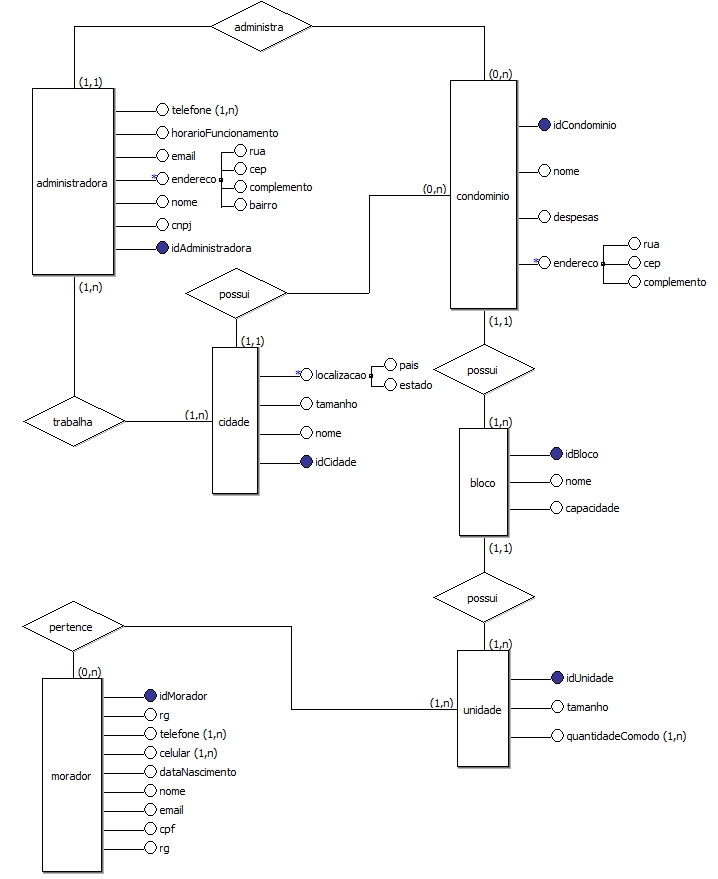 administra
(1,1)
(0,n)
administradora
telefone (1,n)
horarioFuncionamento
email
* endereco
rua
cep
complemento
bairro
nome
cnpj
idAdministradora
(1,n)
condominio
idCondominio
nome
despesas
* endereco
rua
cep
complemento
(0,n)
possui
(1,1)
cidade
* localizacao
pais
estado
tamanho
nome
idCidade
trabalha
(1,n)
(1,1)
possui
(1,n)
bloco
idBloco
nome
capacidade
(1,1)
possui
(1,n)
unidade
idUnidade
tamanho
quantidadeComodo (1,n)
(1,n)
pertence
(0,n)
morador
idMorador
rg
telefone (1,n)
celular (1,n)
dataNascimento
nome
email
cpf
rg